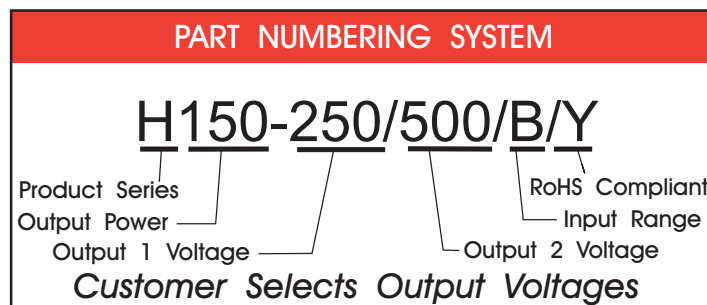 PART NUMBERING SYSTEM
H150-250/500/B/Y
Product Series
RoHS Compliant
Output Power
Input Range
Output 1 Voltage
Output 2 Voltage
Customer Selects Output Voltages